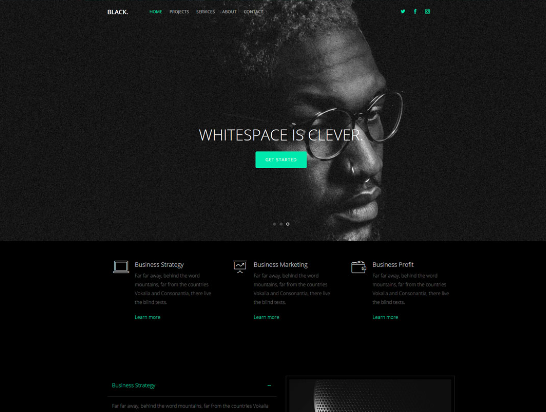 BLACK.
HOME PROJECTS SERVICES ABOUT CONTACT
WHITESPACE IS CLEVER.
GET STARTED
Business Strategy
Far far away, behind the word
mountains, far from the countries
Vokalia and Consonantia, there live
the blind texts.
Learn more
Business Marketing
Far far away, behind the word
mountains, far from the countries
Vokalia and Consonantia, there live
the blind texts.
Learn more
Business Profit
Far far away, behind the word
mountains, far from the countries
Vokalia and Consonantia, there live
the blind texts.
Learn more
Business Strategy
Far far away, behind the word mountains, far from the countries Vokalia